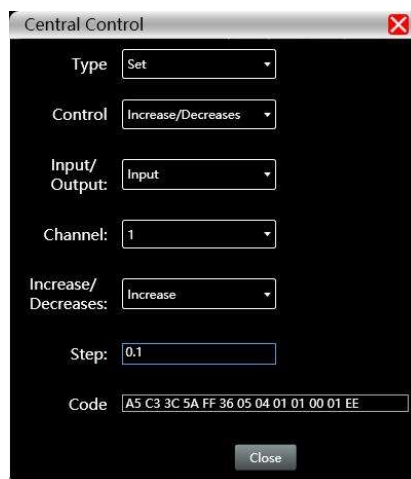 Central Control
Type Set
Control Increase/Decreases
Input/
Output: Input
Channel: 1
Increase/
Decreases: Increase
Step: 0.1
Code A5 C3 3C 5A FF 36 05 04 01 01 00 01 EE
Close